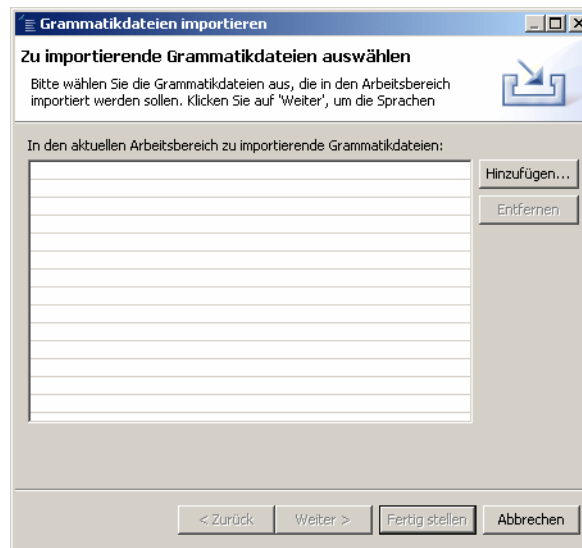 Grammatikdateien importieren
Zu importierende Grammatikdateien auswählen
Bitte wählen Sie die Grammatikdateien aus, die in den Arbeitsbereich
importiert werden sollen. Klicken Sie auf 'Weiter', um die Sprachen
In den aktuellen Arbeitsbereich zu importierende Grammatikdateien:
Hinzufügen...
Entfernen
< Zurück Weiter > Fertig stellen Abbrechen